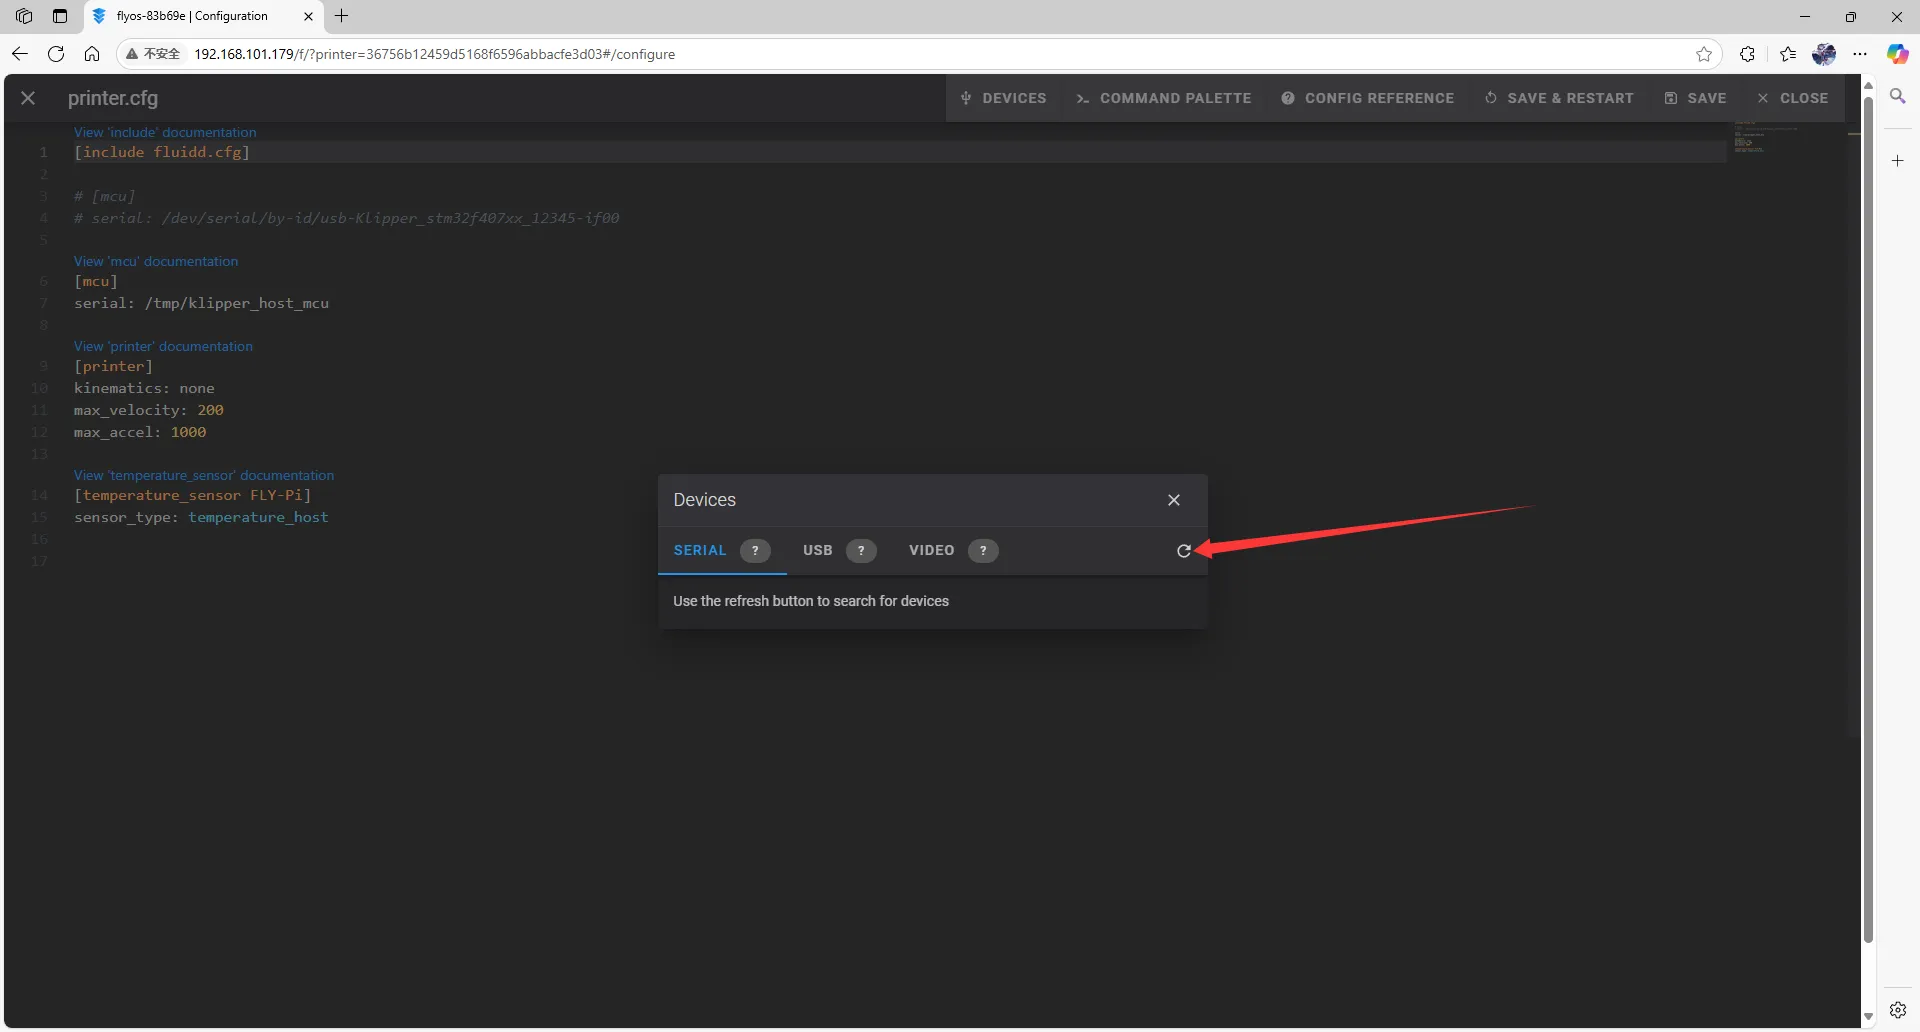 flyos-83b69e | Configuration
不安全 192.168.101.179/f/?printer=36756b12459d5168f6596abbacfe3d03#/configure
printer.cfg DEVICES COMMAND PALETTE CONFIG REFERENCE SAVE & RESTART SAVE CLOSE
View 'include' documentation
1 [include fluidd.cfg]
2
3 # [mcu]
4 # serial: /dev/serial/by-id/usb-Klipper_stm32f407xx_12345-if00
5
View 'mcu' documentation
6 [mcu]
7 serial: /tmp/klipper_host_mcu
8
View 'printer' documentation
9 [printer]
10 kinematics: none
11 max_velocity: 200
12 max_accel: 1000
13
View 'temperature_sensor' documentation
14 [temperature_sensor FLY-Pi]
15 sensor_type: temperature_host
16
17
Devices
SERIAL ? USB ? VIDEO ?
Use the refresh button to search for devices